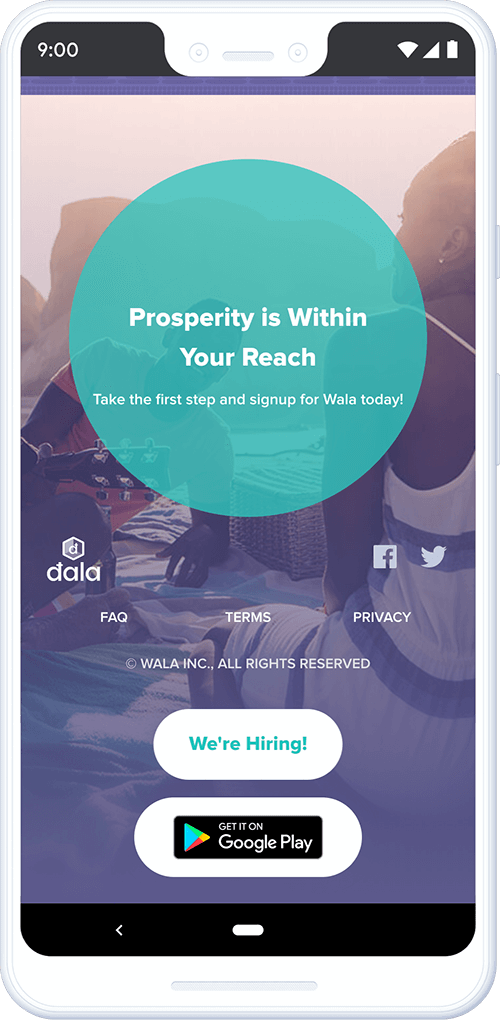 9:00
Prosperity is Within
Your Reach
Take the first step and signup for Wala today!
đala
FAQ TERMS PRIVACY
© WALA INC., ALL RIGHTS RESERVED
We're Hiring!
GET IT ON
Google Play